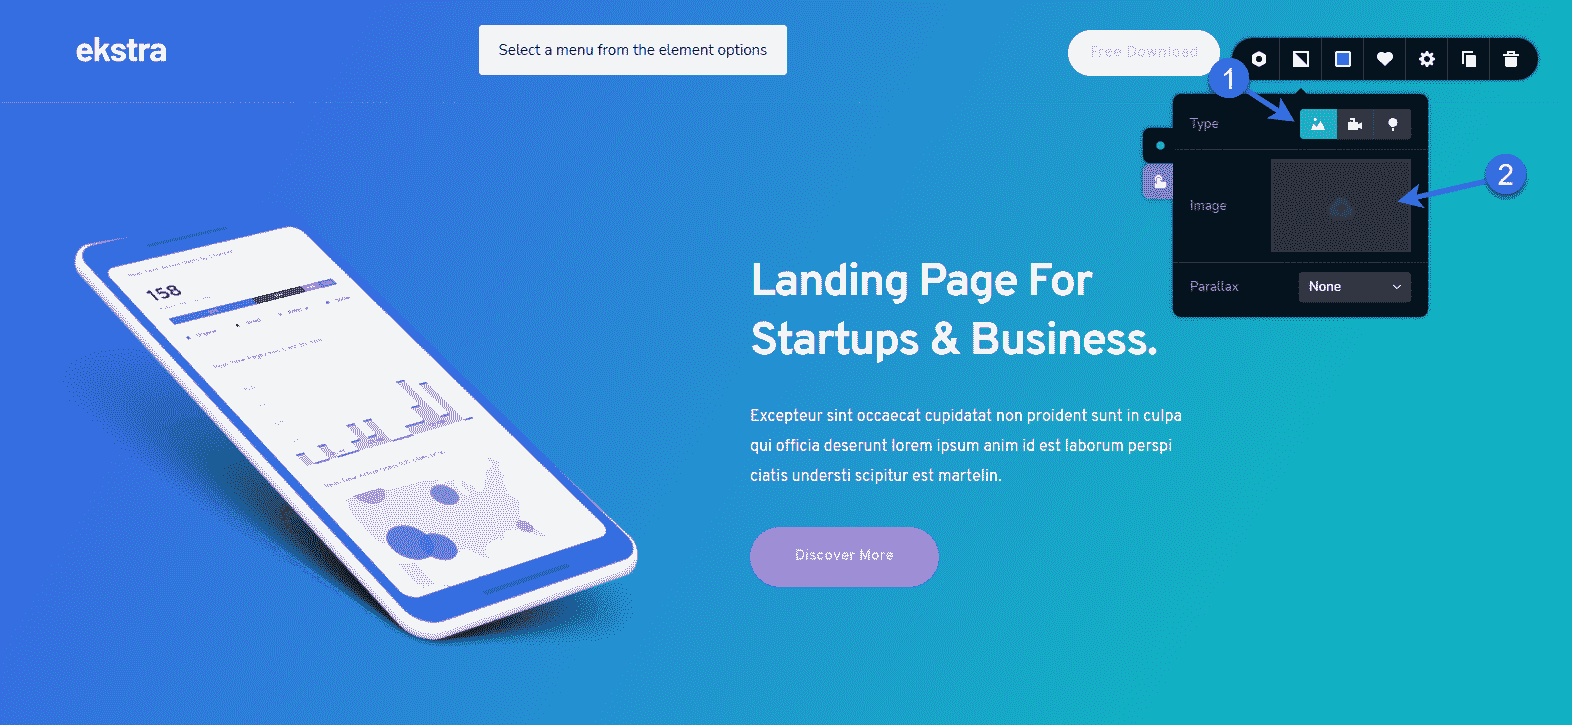 ekstra
Select a menu from the element options
Free Download
1
Type
2
Image
Parallax
None
158
Landing Page For
Startups & Business.
Excepteur sint occaecat cupidatat non proident sunt in culpa
qui officia deserunt lorem ipsum anim id est laborum perspi
ciatis understi scipitur est martelin.
Discover More